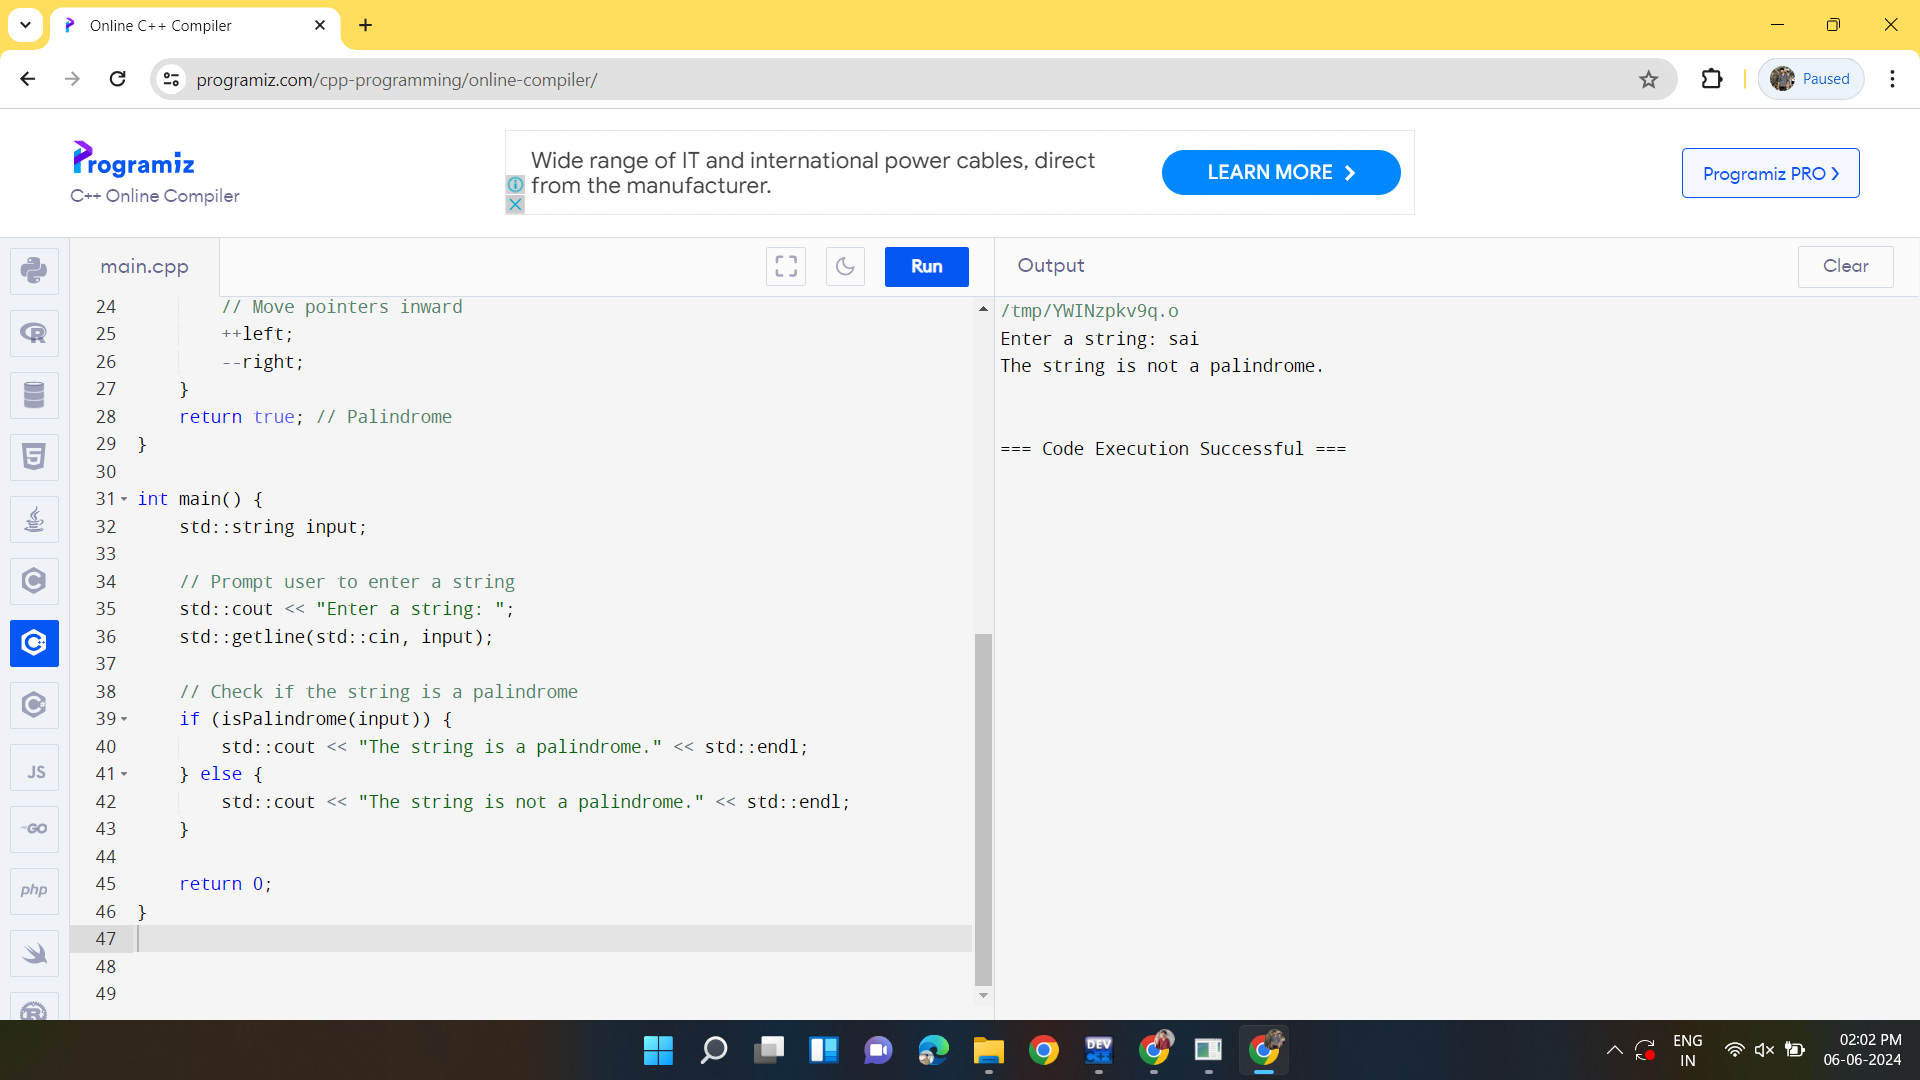 Online C++ Compiler
programiz.com/cpp-programming/online-compiler/
Paused
Programiz
C++ Online Compiler
Wide range of IT and international power cables, direct
from the manufacturer.
LEARN MORE
Programiz PRO
main.cpp
Run
Output
Clear
24 // Move pointers inward
25 ++left;
26 --right;
27 }
28 return true; // Palindrome
29 }
30
31 int main() {
32 std::string input;
33
34 // Prompt user to enter a string
35 std::cout << "Enter a string: ";
36 std::getline(std::cin, input);
37
38 // Check if the string is a palindrome
39 if (isPalindrome(input)) {
40 std::cout << "The string is a palindrome." << std::endl;
41 } else {
42 std::cout << "The string is not a palindrome." << std::endl;
43 }
44
45 return 0;
46 }
47
48
49
/tmp/YWINzpkv9q.o
Enter a string: sai
The string is not a palindrome.
=== Code Execution Successful ===
JS
GO
php
DEV
ENG
IN
02:02 PM
06-06-2024